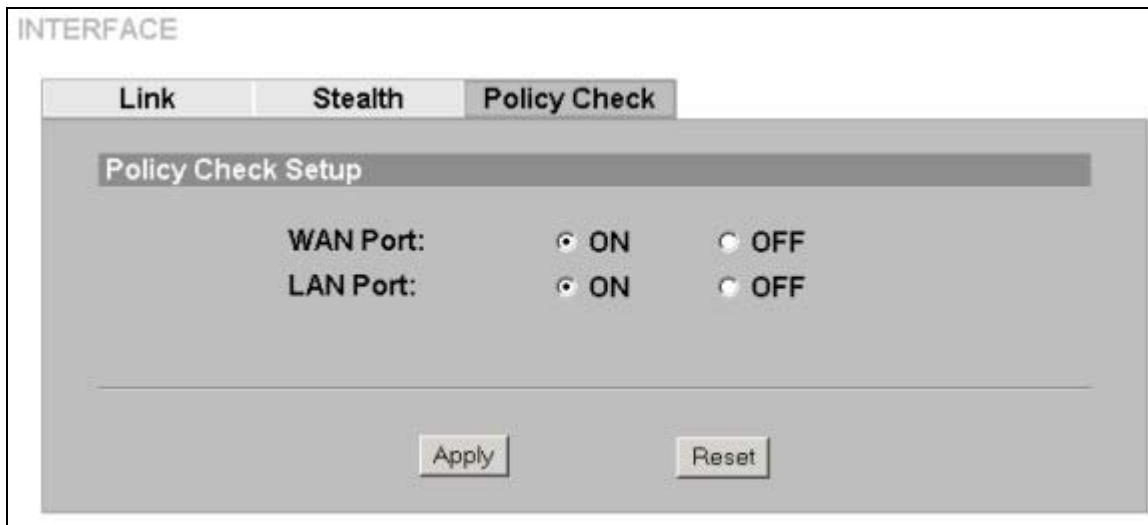 INTERFACE
Link Stealth Policy Check
Policy Check Setup
WAN Port: ON OFF
LAN Port: ON OFF
Apply Reset